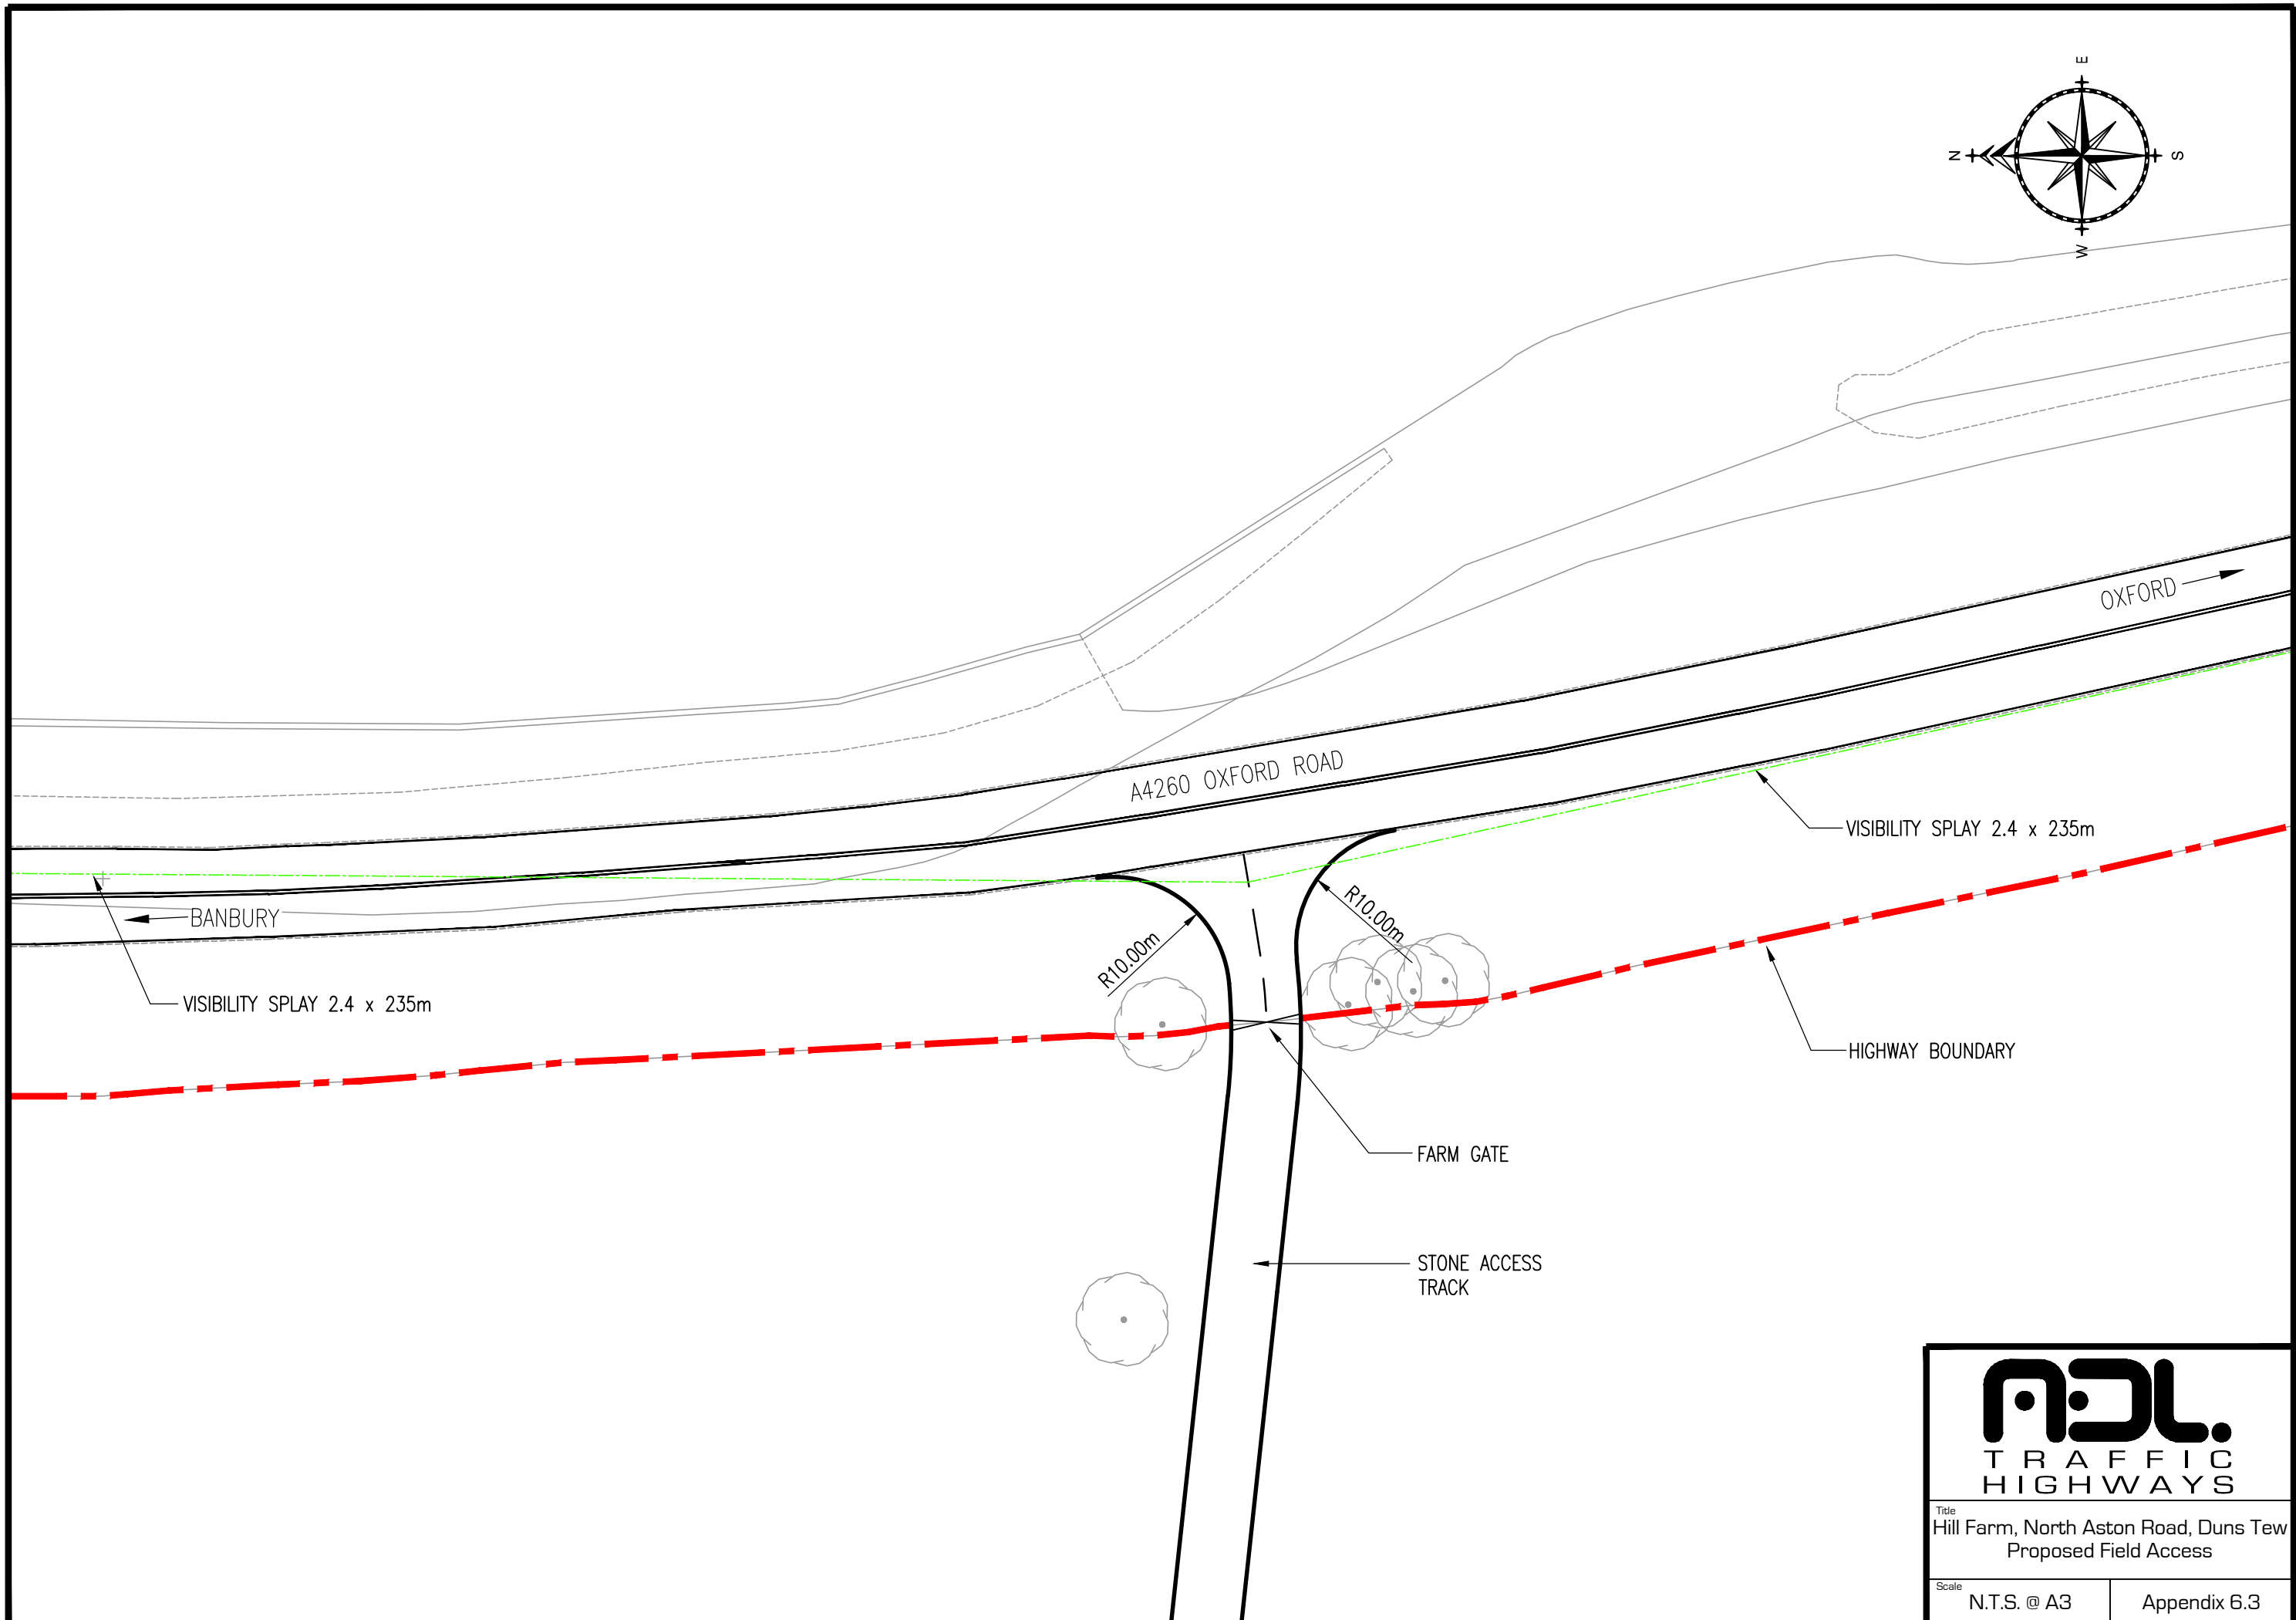 E
N
S
W
OXFORD
A4260 OXFORD ROAD
VISIBILITY SPLAY 2.4 x 235m
BANBURY
R10.00m
R10.00m
VISIBILITY SPLAY 2.4 x 235m
HIGHWAY BOUNDARY
FARM GATE
STONE ACCESS
TRACK
ADL.
TRAFFIC
HIGHWAYS
Title
Hill Farm, North Aston Road, Duns Tew
Proposed Field Access
Scale
N.T.S. @ A3
Appendix 6.3